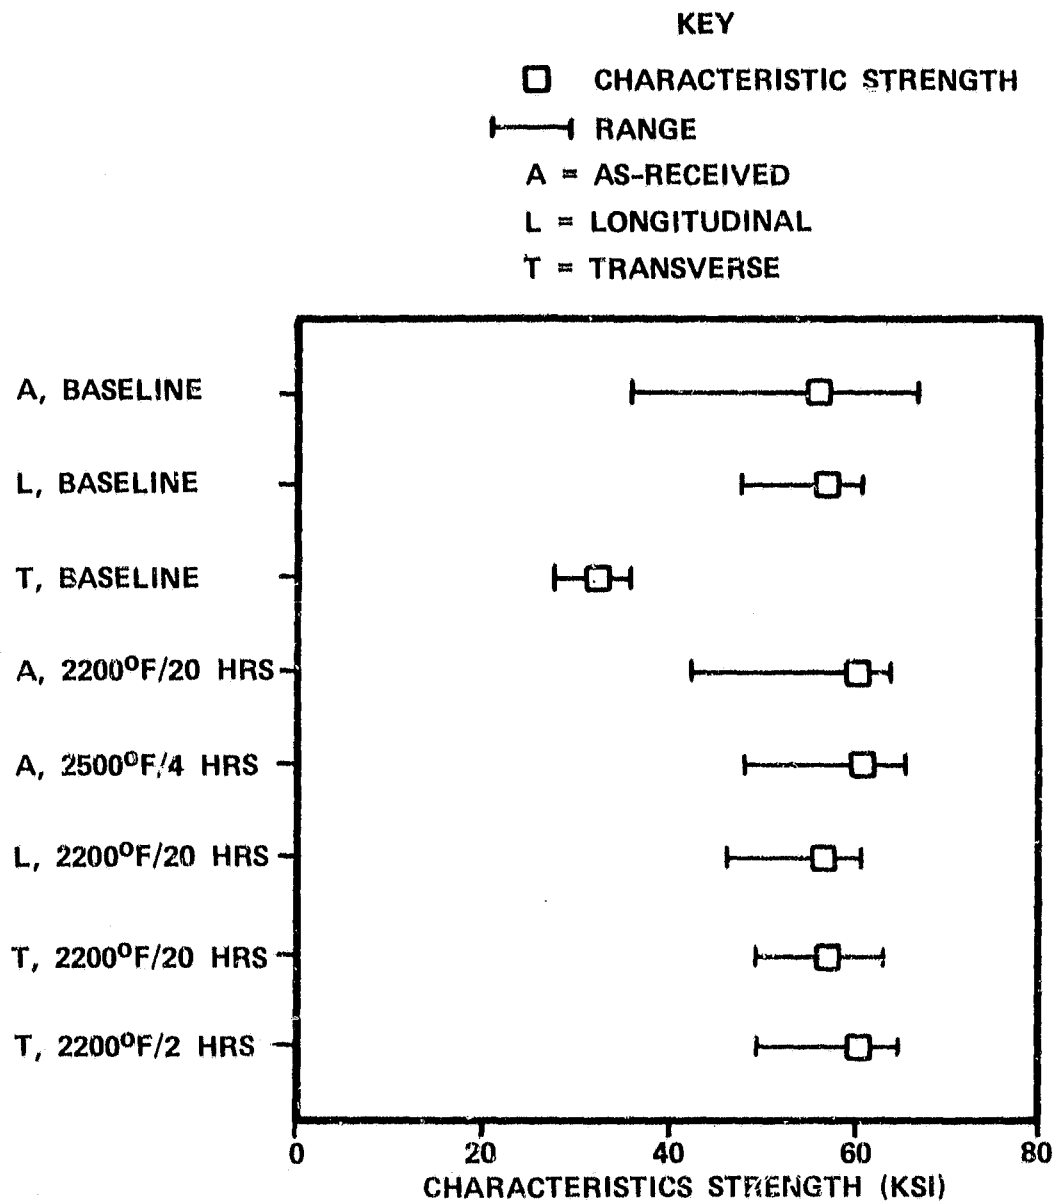 KEY
CHARACTERISTIC STRENGTH
RANGE
A = AS-RECEIVED
L = LONGITUDINAL
T = TRANSVERSE
A, BASELINE
L, BASELINE
T, BASELINE
A, 2200°F/20 HRS
A, 2500°F/4 HRS
L, 2200°F/20 HRS
T, 2200°F/20 HRS
T, 2200°F/2 HRS
0 20 40 60 80
CHARACTERISTICS STRENGTH (KSI)